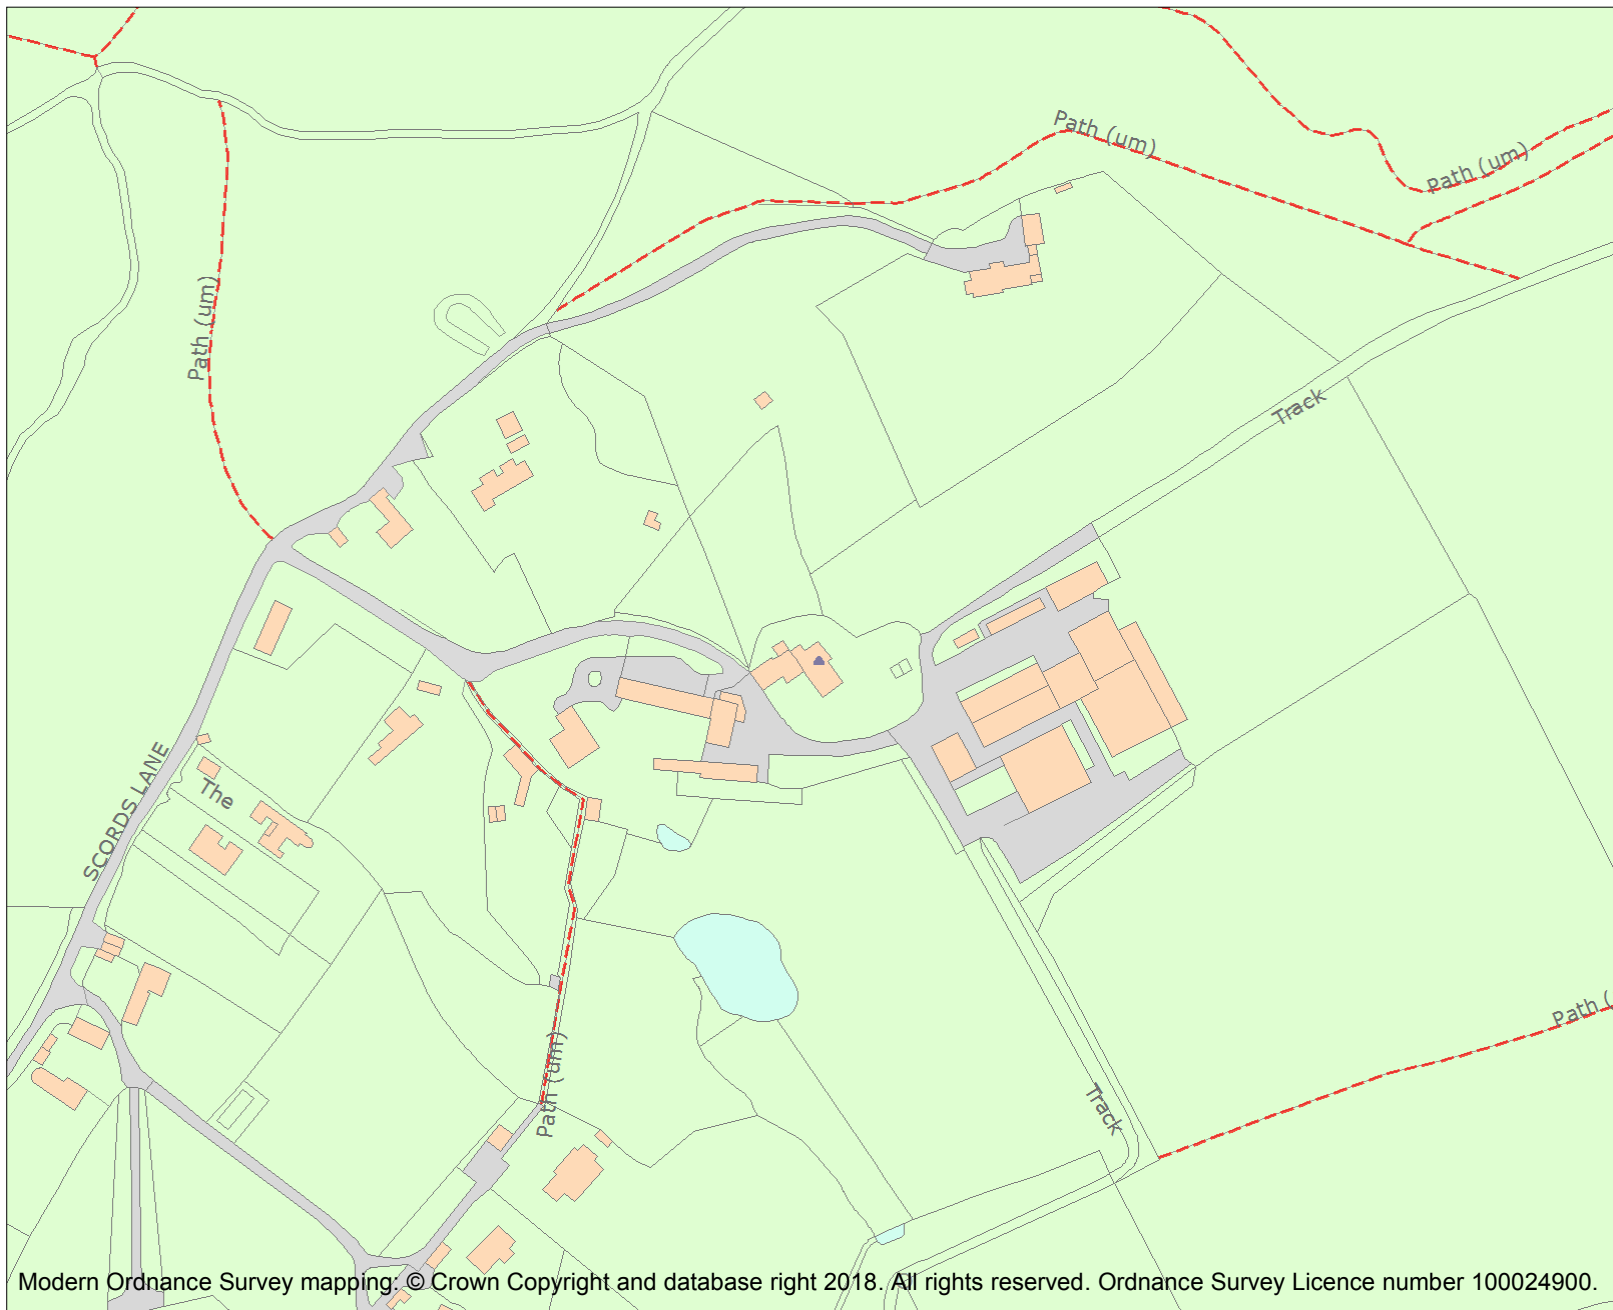 Path (um)
Path (um)
Path (um)
Track
SCORDS LANE
The
Path (
Path (um)
Track
Modern Ordnance Survey mapping: © Crown Copyright and database right 2018. All rights reserved. Ordnance Survey Licence number 100024900.